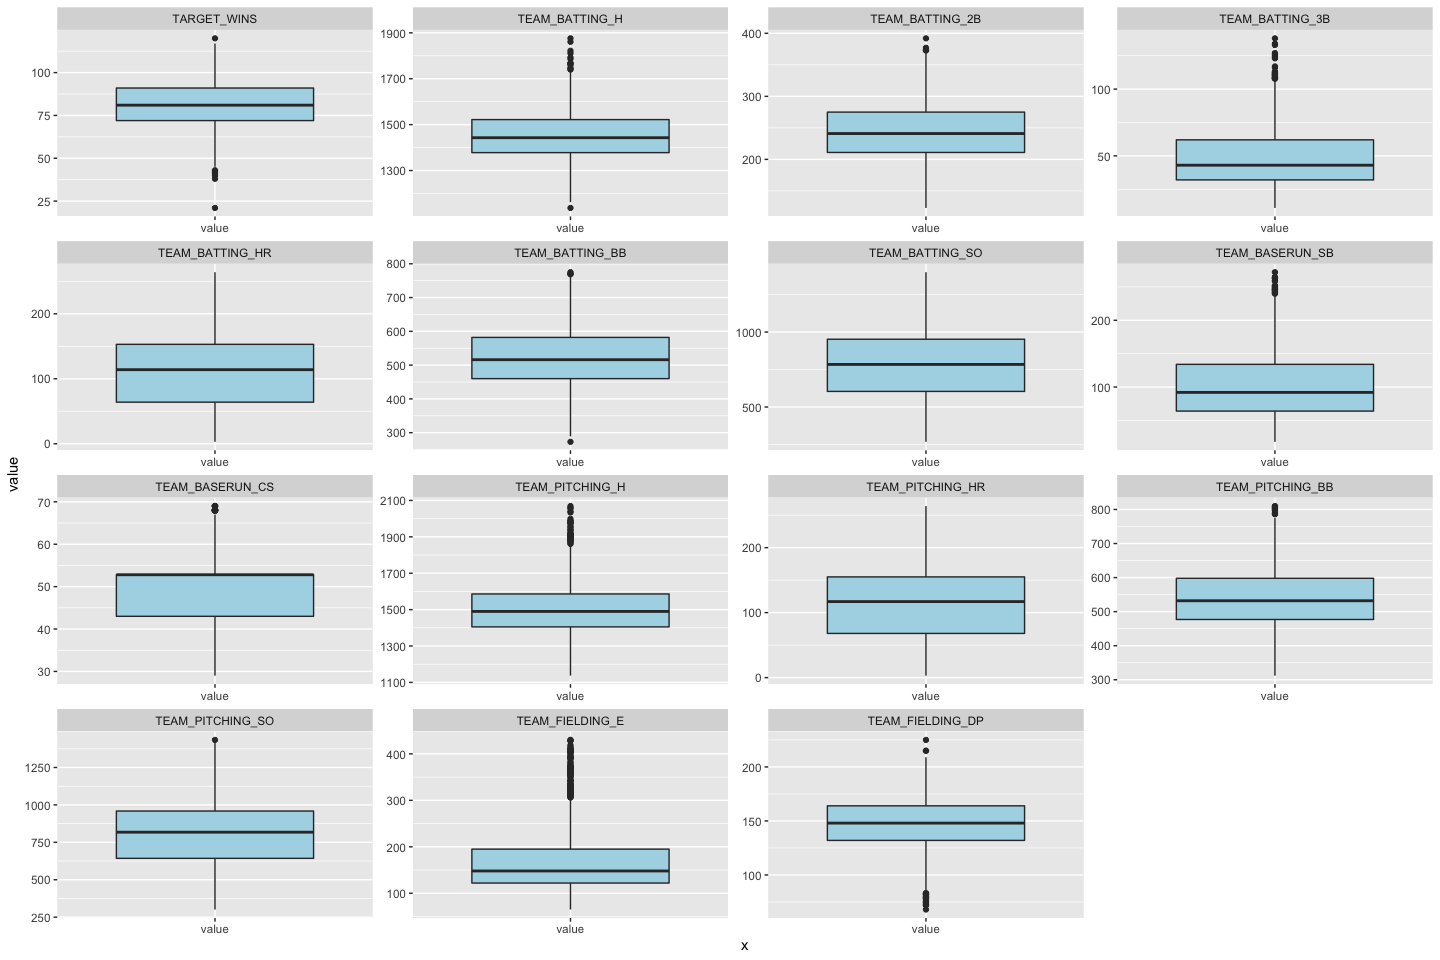 TARGET_WINS
TEAM_BATTING_H
TEAM_BATTING_2B
TEAM_BATTING_3B
100
75
50
25
1900
1700
1500
1300
400
300
200
100
50
value
value
value
value
TEAM_BATTING_HR
TEAM_BATTING_BB
TEAM_BATTING_SO
TEAM_BASERUN_SB
200
100
0
800
700
600
500
400
300
1000
500
200
100
value
value
value
value
value
TEAM_BASERUN_CS
TEAM_PITCHING_H
TEAM_PITCHING_HR
TEAM_PITCHING_BB
70
60
50
40
30
2100
1900
1700
1500
1300
1100
200
100
0
800
700
600
500
400
300
value
value
value
value
TEAM_PITCHING_SO
TEAM_FIELDING_E
TEAM_FIELDING_DP
1250
1000
750
500
250
400
300
200
100
200
150
100
value
value
value
x